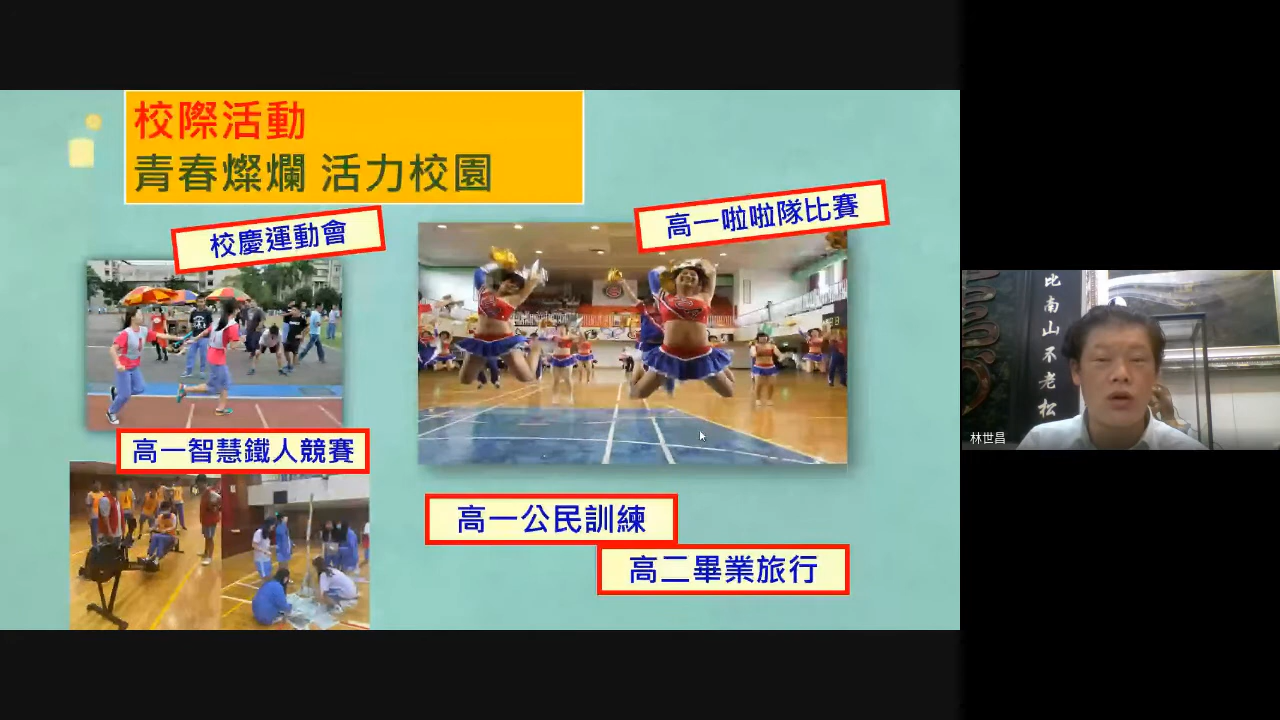 校際活動
青春燦爛 活力校園
校慶運動會
高一啦啦隊比賽
高一智慧鐵人競賽
高一公民訓練
高二畢業旅行
比南山不老松
林世昌